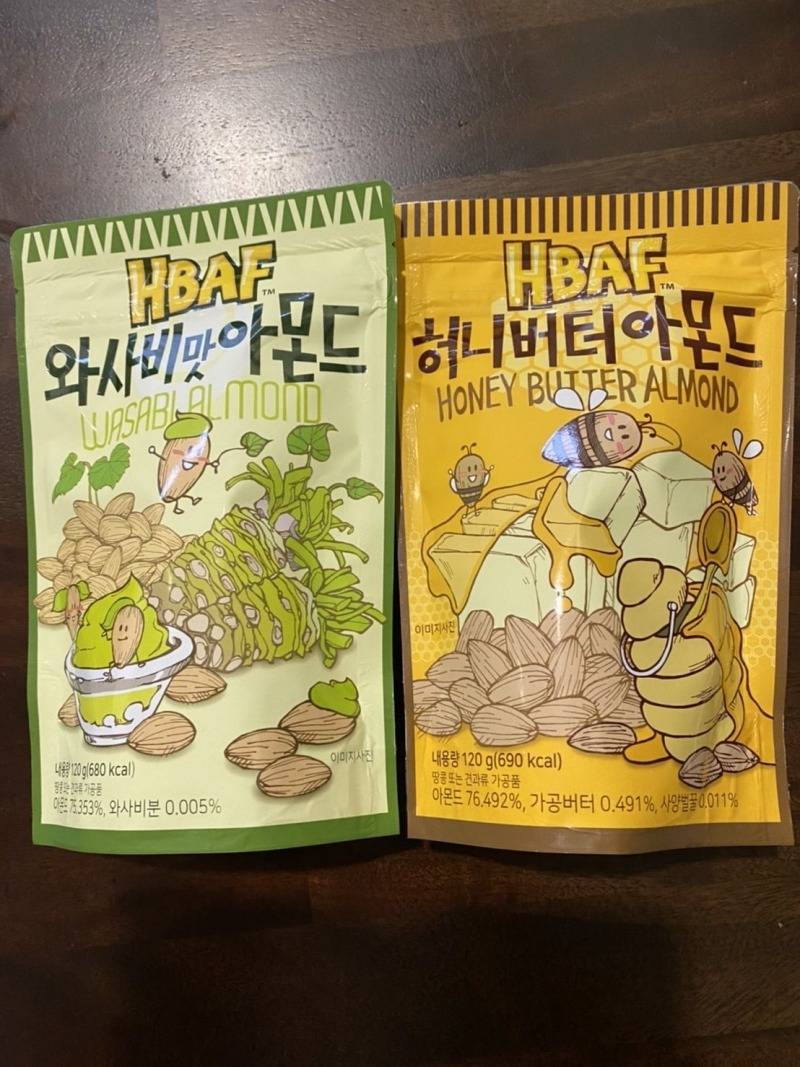 HBAF™
와사비맛아몬드
WASABI ALMOND
이미지사진
내용량 120 g(680 kcal)
땅콩 또는 견과류 가공품
아몬드 75.353%, 와사비분 0.005%
HBAF™
허니버터아몬드
HONEY BUTTER ALMOND
이미지사진
내용량 120 g(690 kcal)
땅콩 또는 견과류 가공품
아몬드 76.492%, 가공버터 0.491%, 사양벌꿀 0.011%